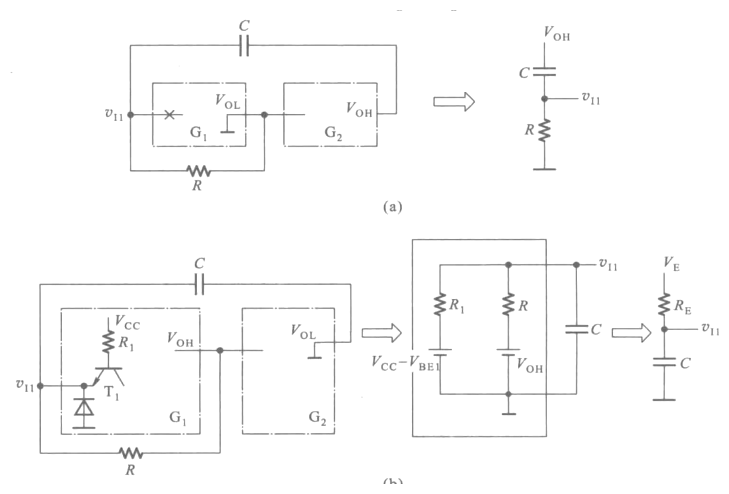 C
V_OH
v_I1
V_OL
V_OH
G_1
G_2
R
C
v_I1
R
(a)
C
V_CC
R_1
V_OH
V_OL
v_I1
T_1
G_1
G_2
R
R_1
R
v_I1
C
V_CC−V_BE1
V_OH
V_E
R_E
v_I1
C
(b)